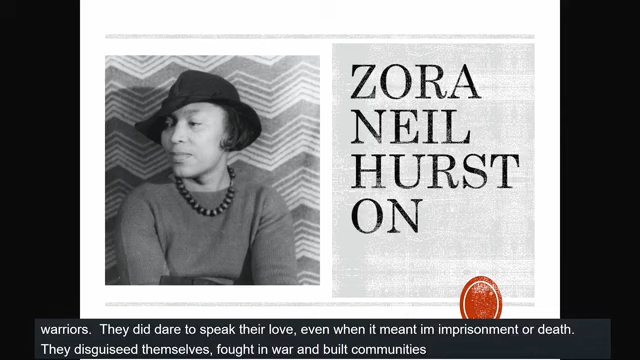 ZORA
NEIL
HURST
ON
warriors.  They did dare to speak their love, even when it meant im imprisonment or death.
They disguiseed themselves, fought in war and built communities